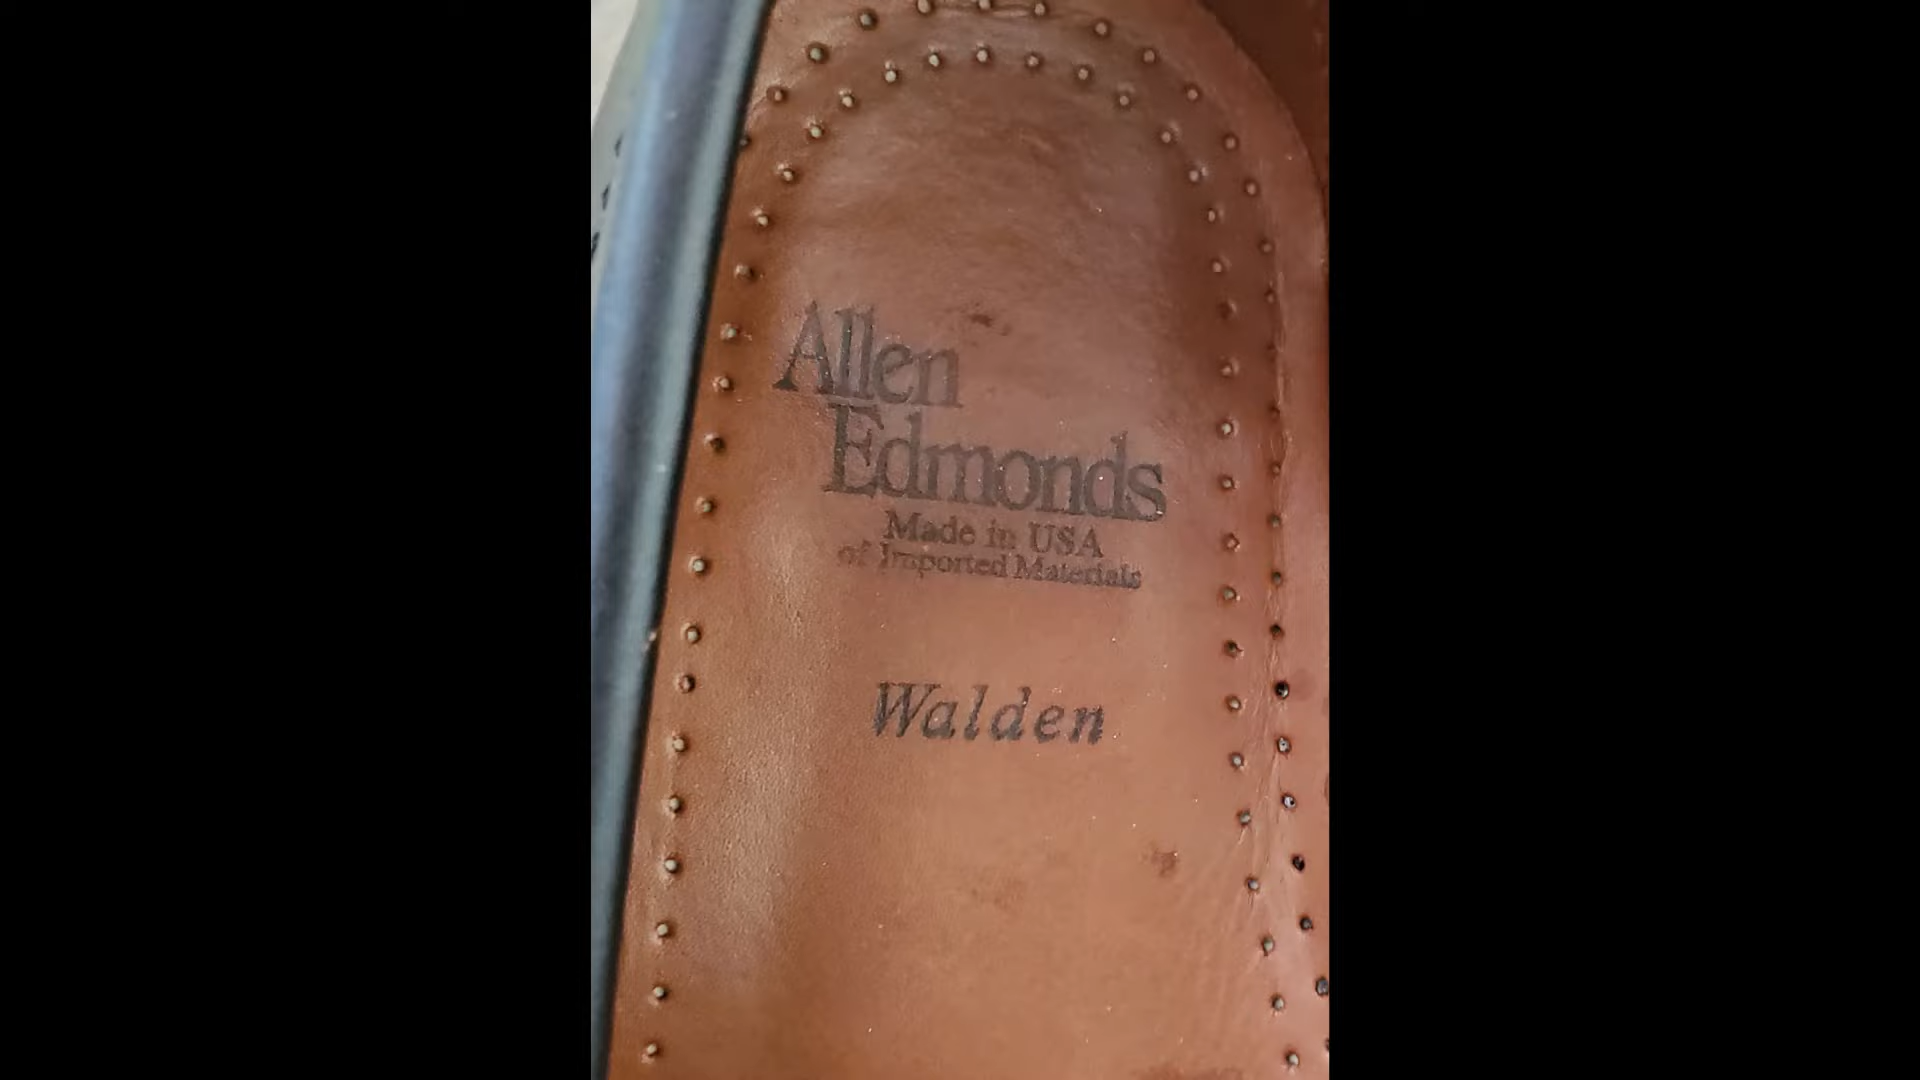 Allen
Edmonds
Made in USA
of Imported Materials
Walden